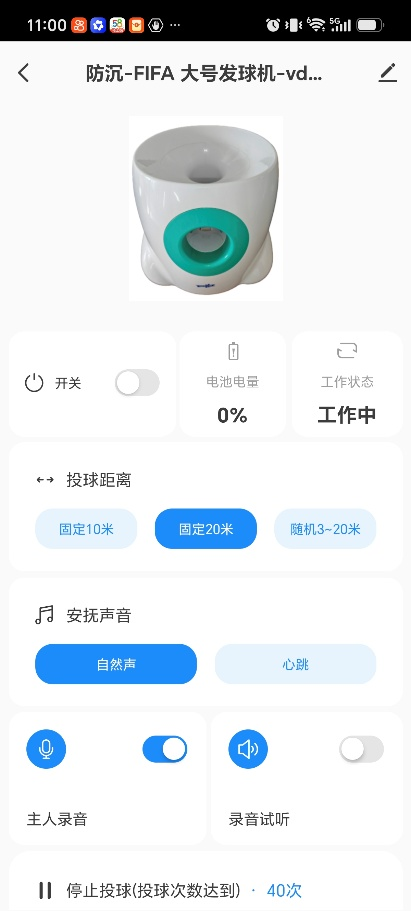 11:00
58
6
5G
防沉-FIFA 大号发球机-vd...
开关
电池电量
0%
工作状态
工作中
投球距离
固定10米
固定20米
随机3~20米
安抚声音
自然声
心跳
主人录音
录音试听
停止投球(投球次数达到) · 40次